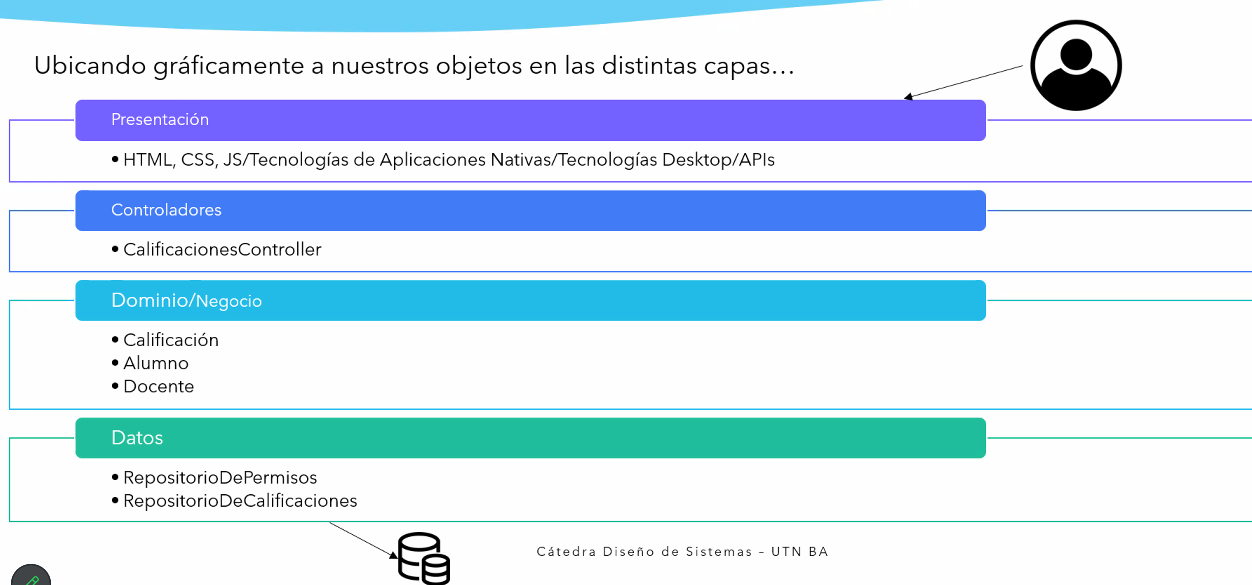 Ubicando gráficamente a nuestros objetos en las distintas capas…
Presentación
• HTML, CSS, JS/Tecnologías de Aplicaciones Nativas/Tecnologías Desktop/APIs
Controladores
• CalificacionesController
Dominio/Negocio
• Calificación
• Alumno
• Docente
Datos
• RepositorioDePermisos
• RepositorioDeCalificaciones
Cátedra Diseño de Sistemas – UTN BA